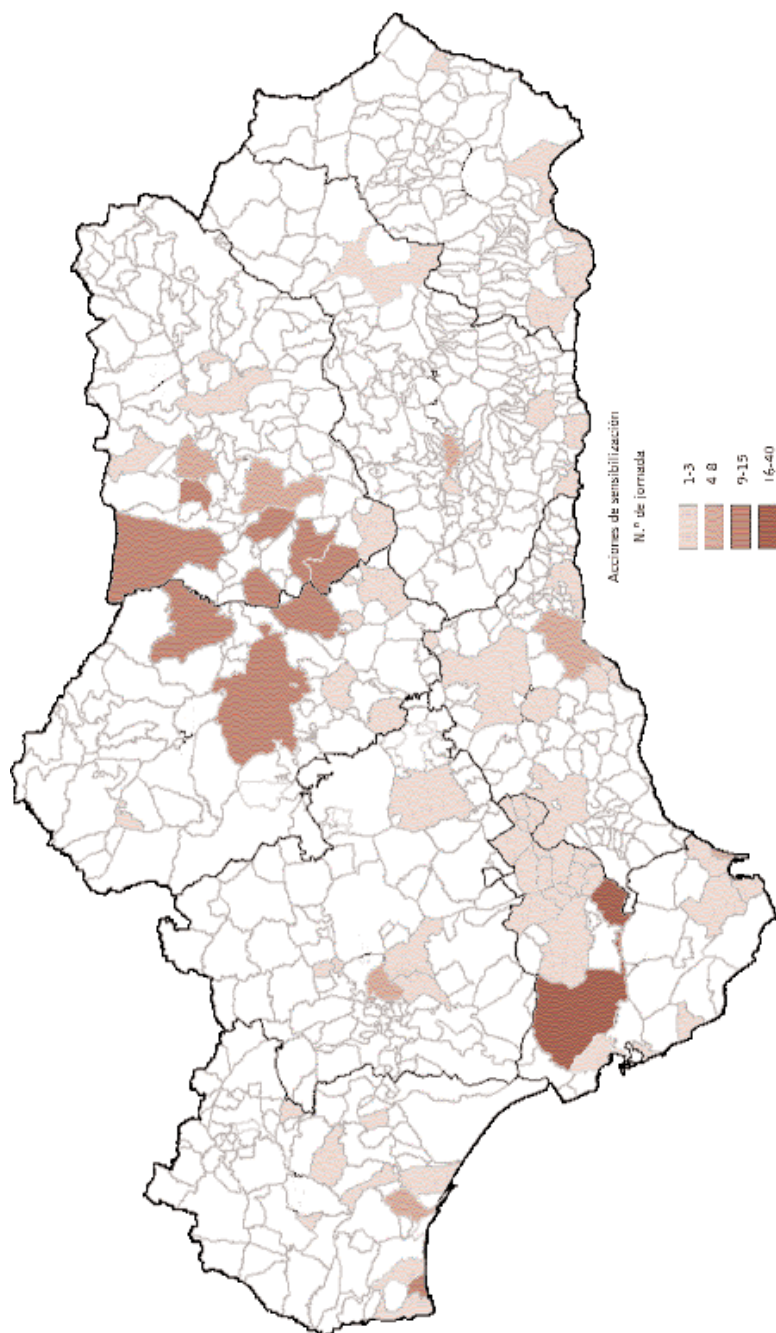 Acciones de sensibilización
N.º de jornada
1-3
4-8
9-15
16-40